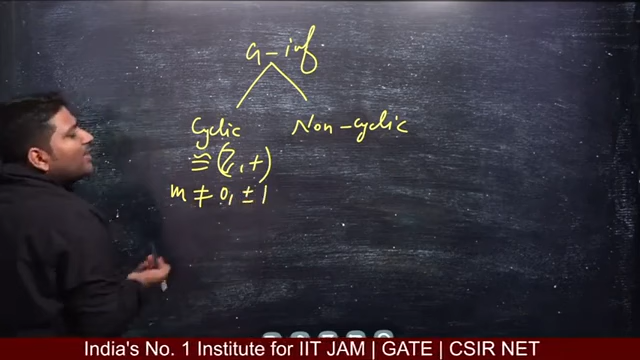 G - inf
Cyclic Non-cyclic
≅ (ℤ, +)
m ≠ 0, ± 1
India's No. 1 Institute for IIT JAM | GATE | CSIR NET